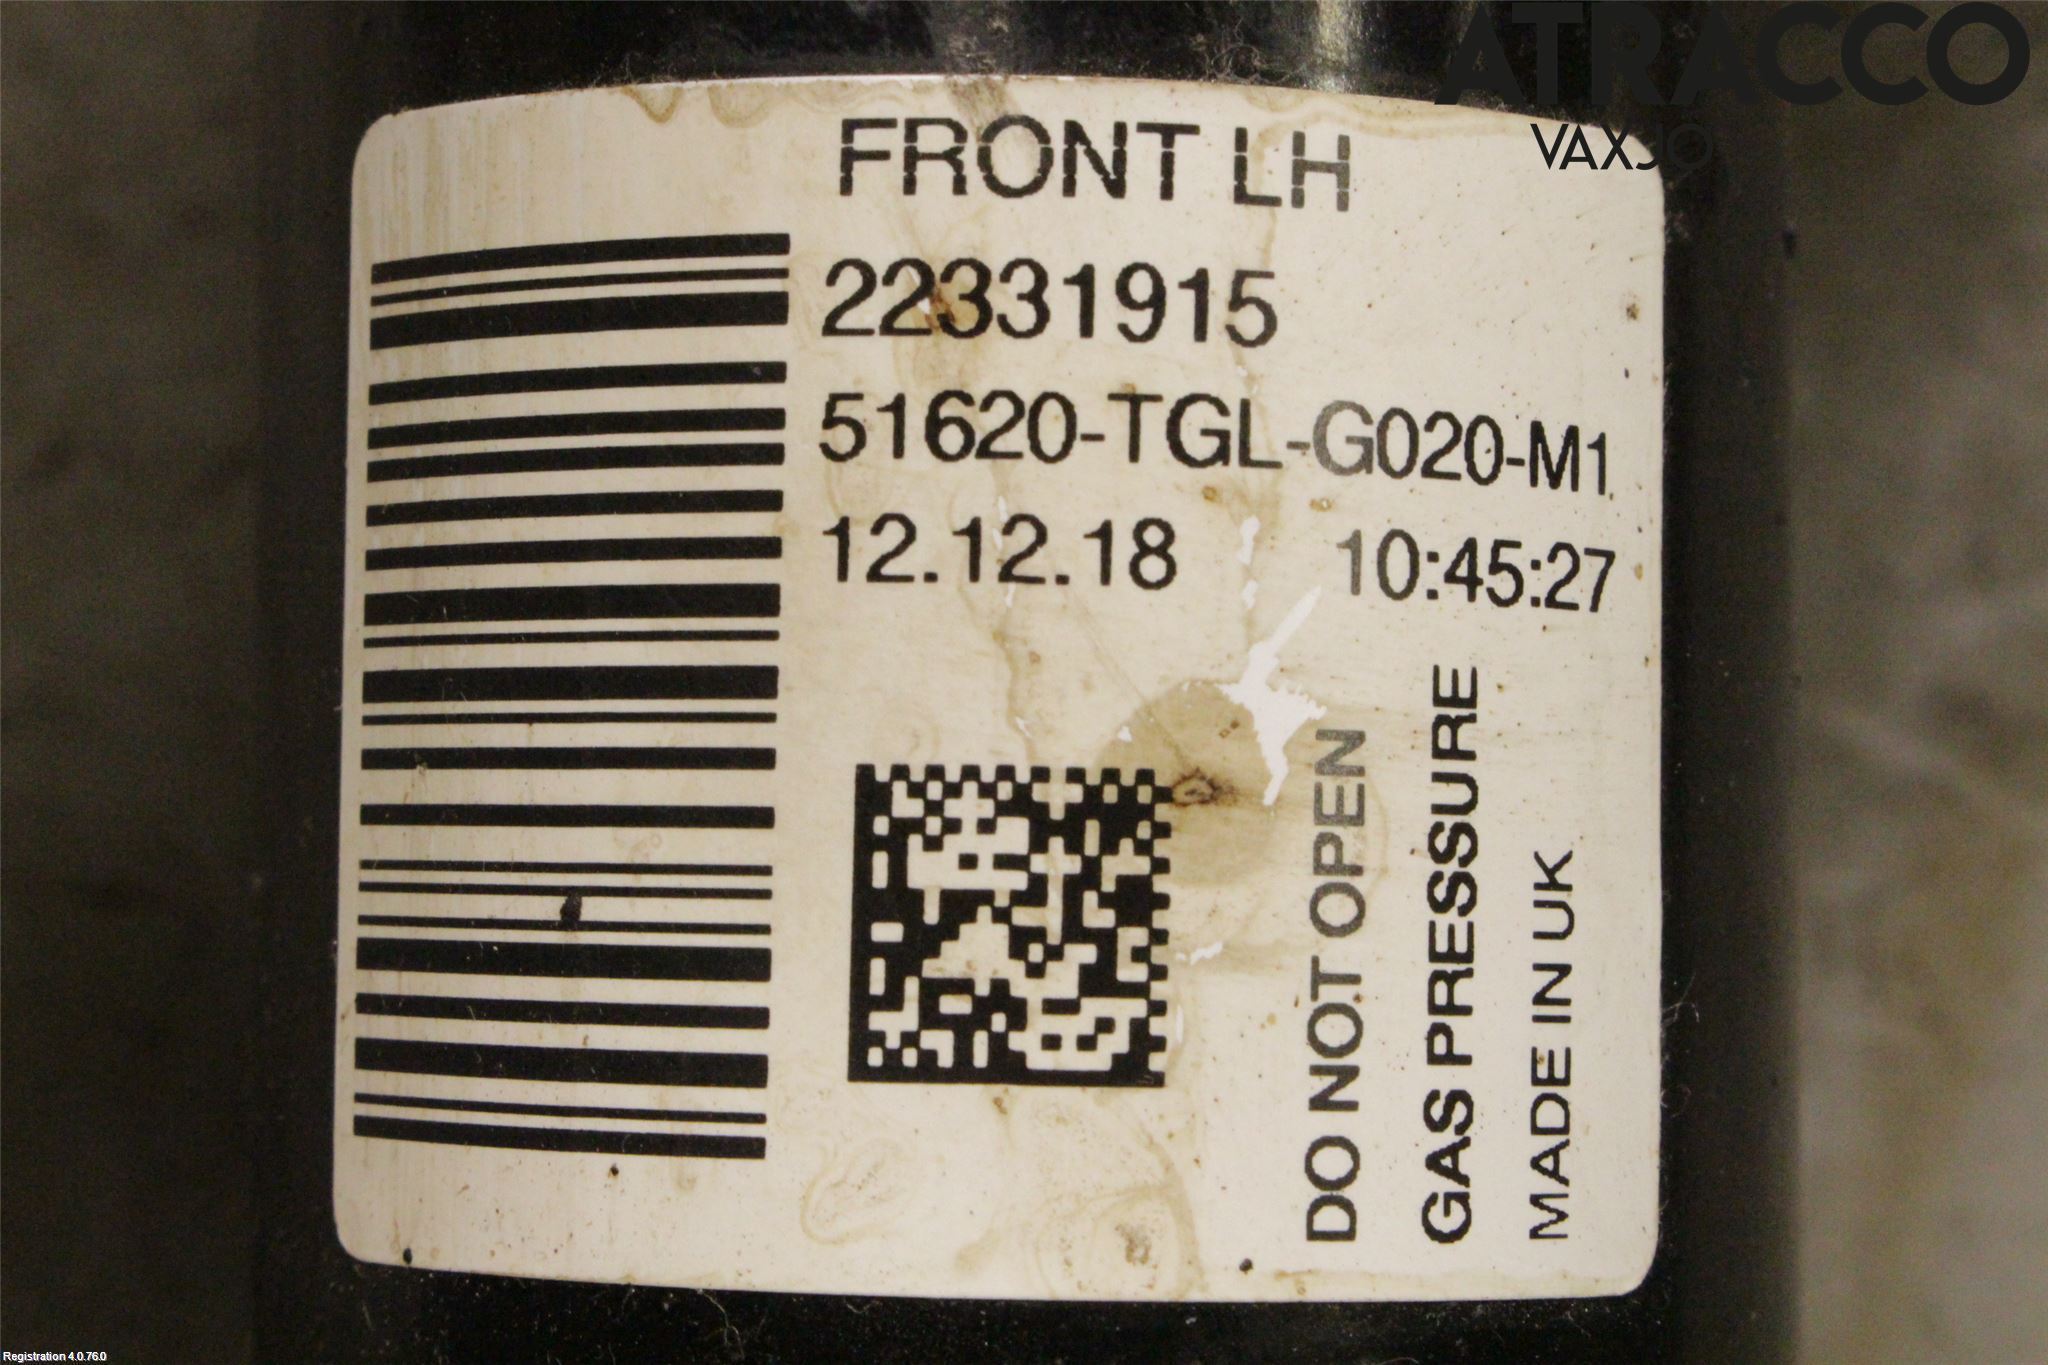 ATRACCO
VAXJO
FRONT LH
22331915
51620-TGL-G020-M1
12.12.18 10:45:27
DO NOT OPEN
GAS PRESSURE
MADE IN UK
Registration 4.0.76.0